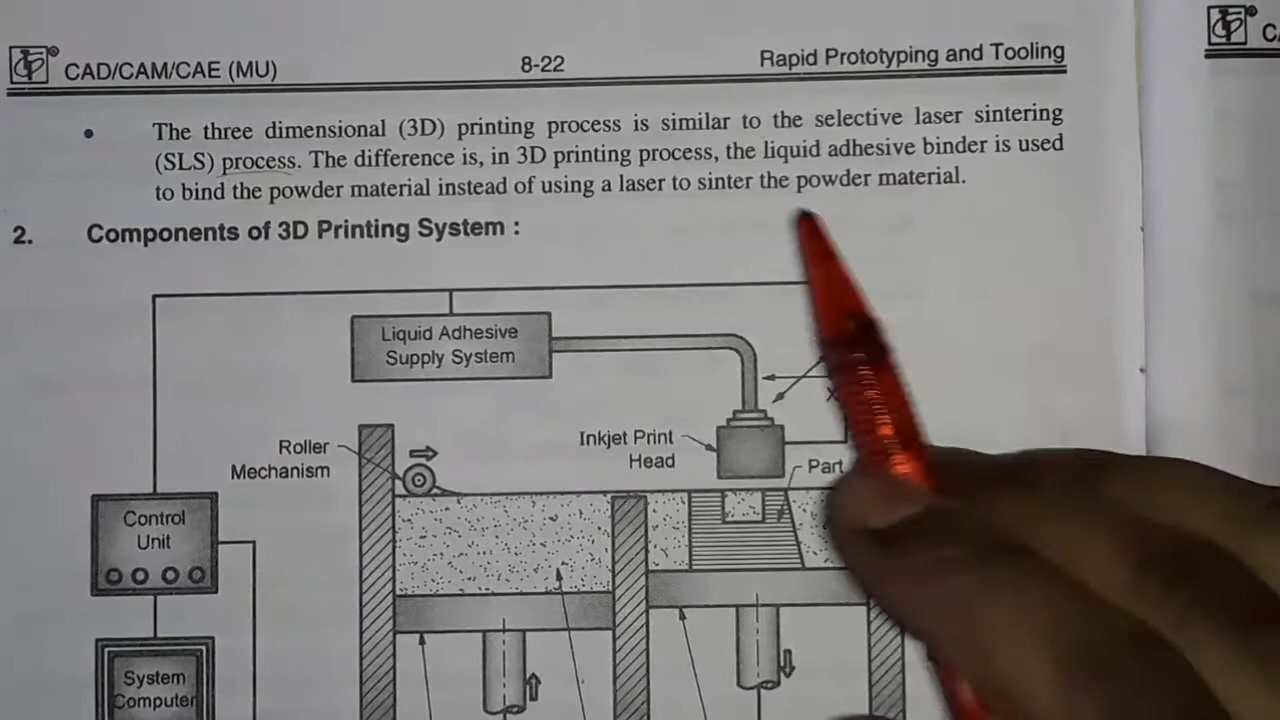 CAD/CAM/CAE (MU) 8-22 Rapid Prototyping and Tooling
• The three dimensional (3D) printing process is similar to the selective laser sintering
(SLS) process. The difference is, in 3D printing process, the liquid adhesive binder is used
to bind the powder material instead of using a laser to sinter the powder material.
2. Components of 3D Printing System :
Liquid Adhesive
Supply System
X
Roller
Mechanism
Inkjet Print
Head
Part
Control
Unit
System
Computer